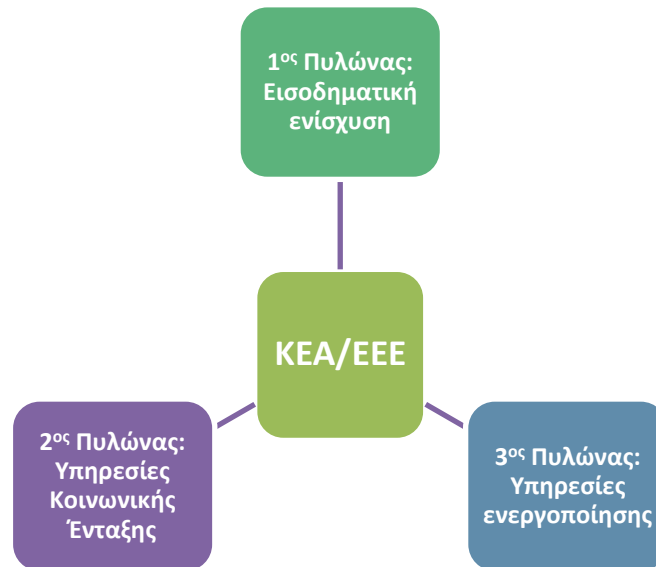 1ος Πυλώνας:
Εισοδηματική
ενίσχυση
ΚΕΑ/ΕΕΕ
2ος Πυλώνας:
Υπηρεσίες
Κοινωνικής
Ένταξης
3ος Πυλώνας:
Υπηρεσίες
ενεργοποίησης